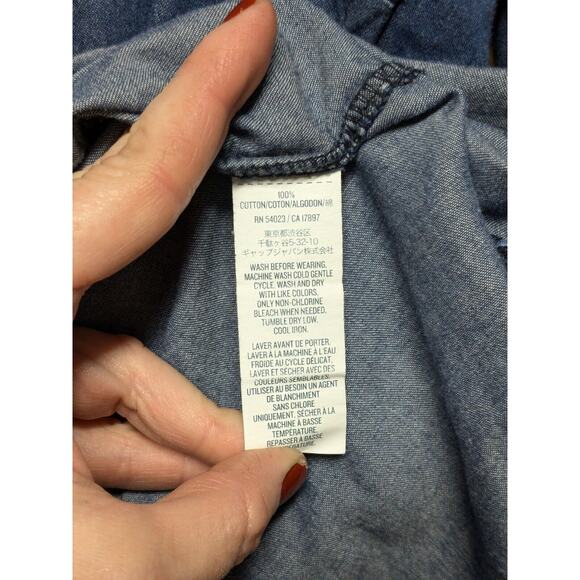 100%
COTTON/COTON/ALGODON/綿
RN 54023 / CA 17897
東京都渋谷区
千駄ヶ谷5-32-10
ギャップジャパン株式会社
WASH BEFORE WEARING.
MACHINE WASH COLD GENTLE
CYCLE. WASH AND DRY
WITH LIKE COLORS.
ONLY NON-CHLORINE
BLEACH WHEN NEEDED.
TUMBLE DRY LOW.
COOL IRON.
LAVER AVANT DE PORTER.
LAVER À LA MACHINE À L'EAU
FROIDE AU CYCLE DÉLICAT.
LAVER ET SÉCHER AVEC DES
COULEURS SEMBLABLES.
UTILISER AU BESOIN UN AGENT
DE BLANCHIMENT
SANS CHLORE
UNIQUEMENT. SÉCHER À LA
MACHINE À BASSE
TEMPÉRATURE.
REPASSER À BASSE
TEMPÉRATURE.